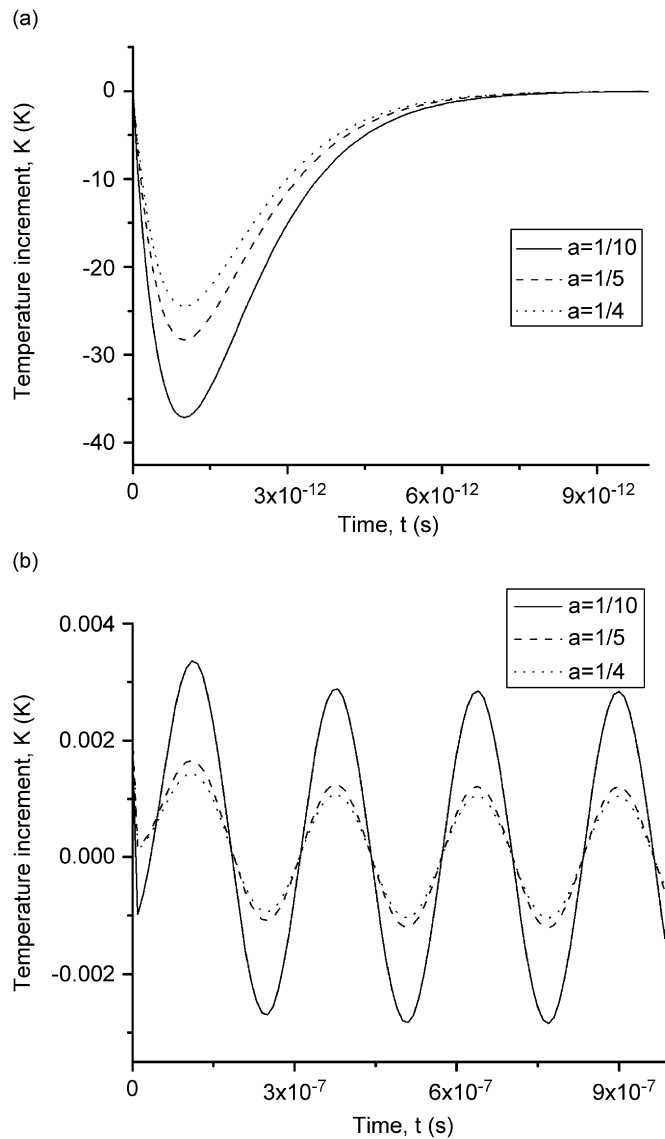 (a)
0
-10
-20
-30
-40
Temperature increment, K (K)
a=1/10
a=1/5
a=1/4
0
3x10-12
6x10-12
9x10-12
Time, t (s)
(b)
0.004
0.002
0.000
-0.002
Temperature increment, K (K)
a=1/10
a=1/5
a=1/4
0
3x10-7
6x10-7
9x10-7
Time, t (s)